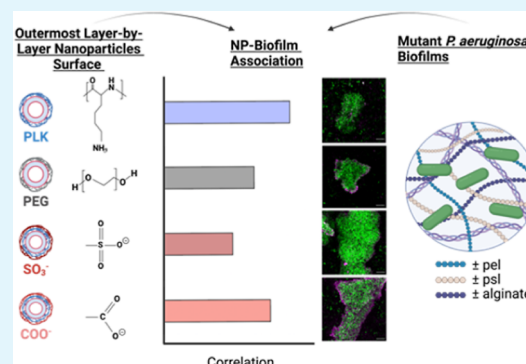 Outermost Layer-by-
Layer Nanoparticles
Surface
NP-Biofilm
Association
Mutant P. aeruginosa
Biofilms
PLK
O
H
N
NH₂
PEG
H
O
O
H
SO₃⁻
O
S
O⊖
O
COO⁻
O
C
O⊖
± pel
± psl
± alginate
Correlation